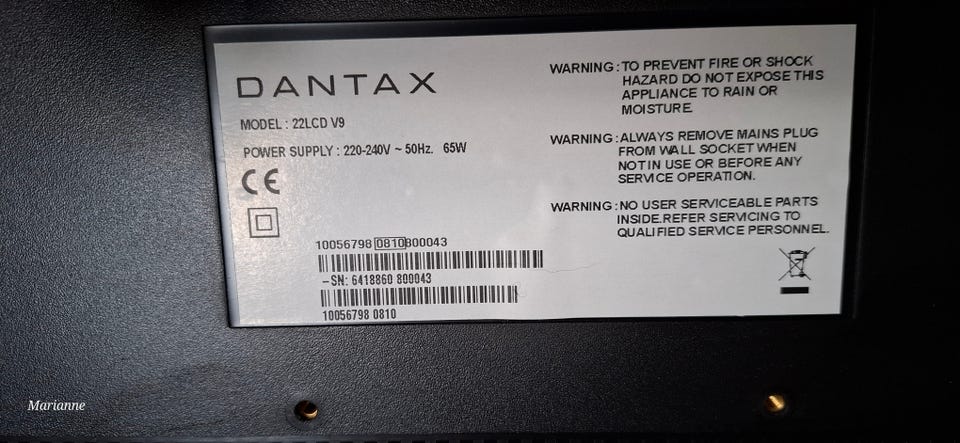 DANTAX
MODEL : 22LCD V9
POWER SUPPLY : 220-240V ~ 50Hz. 65W
CE
10056798 0810 800043
-SN: 6418860 800043
10056798 0810
WARNING : TO PREVENT FIRE OR SHOCK
HAZARD DO NOT EXPOSE THIS
APPLIANCE TO RAIN OR
MOISTURE.
WARNING : ALWAYS REMOVE MAINS PLUG
FROM WALL SOCKET WHEN
NOT IN USE OR BEFORE ANY
SERVICE OPERATION.
WARNING : NO USER SERVICEABLE PARTS
INSIDE.REFER SERVICING TO
QUALIFIED SERVICE PERSONNEL.
Marianne